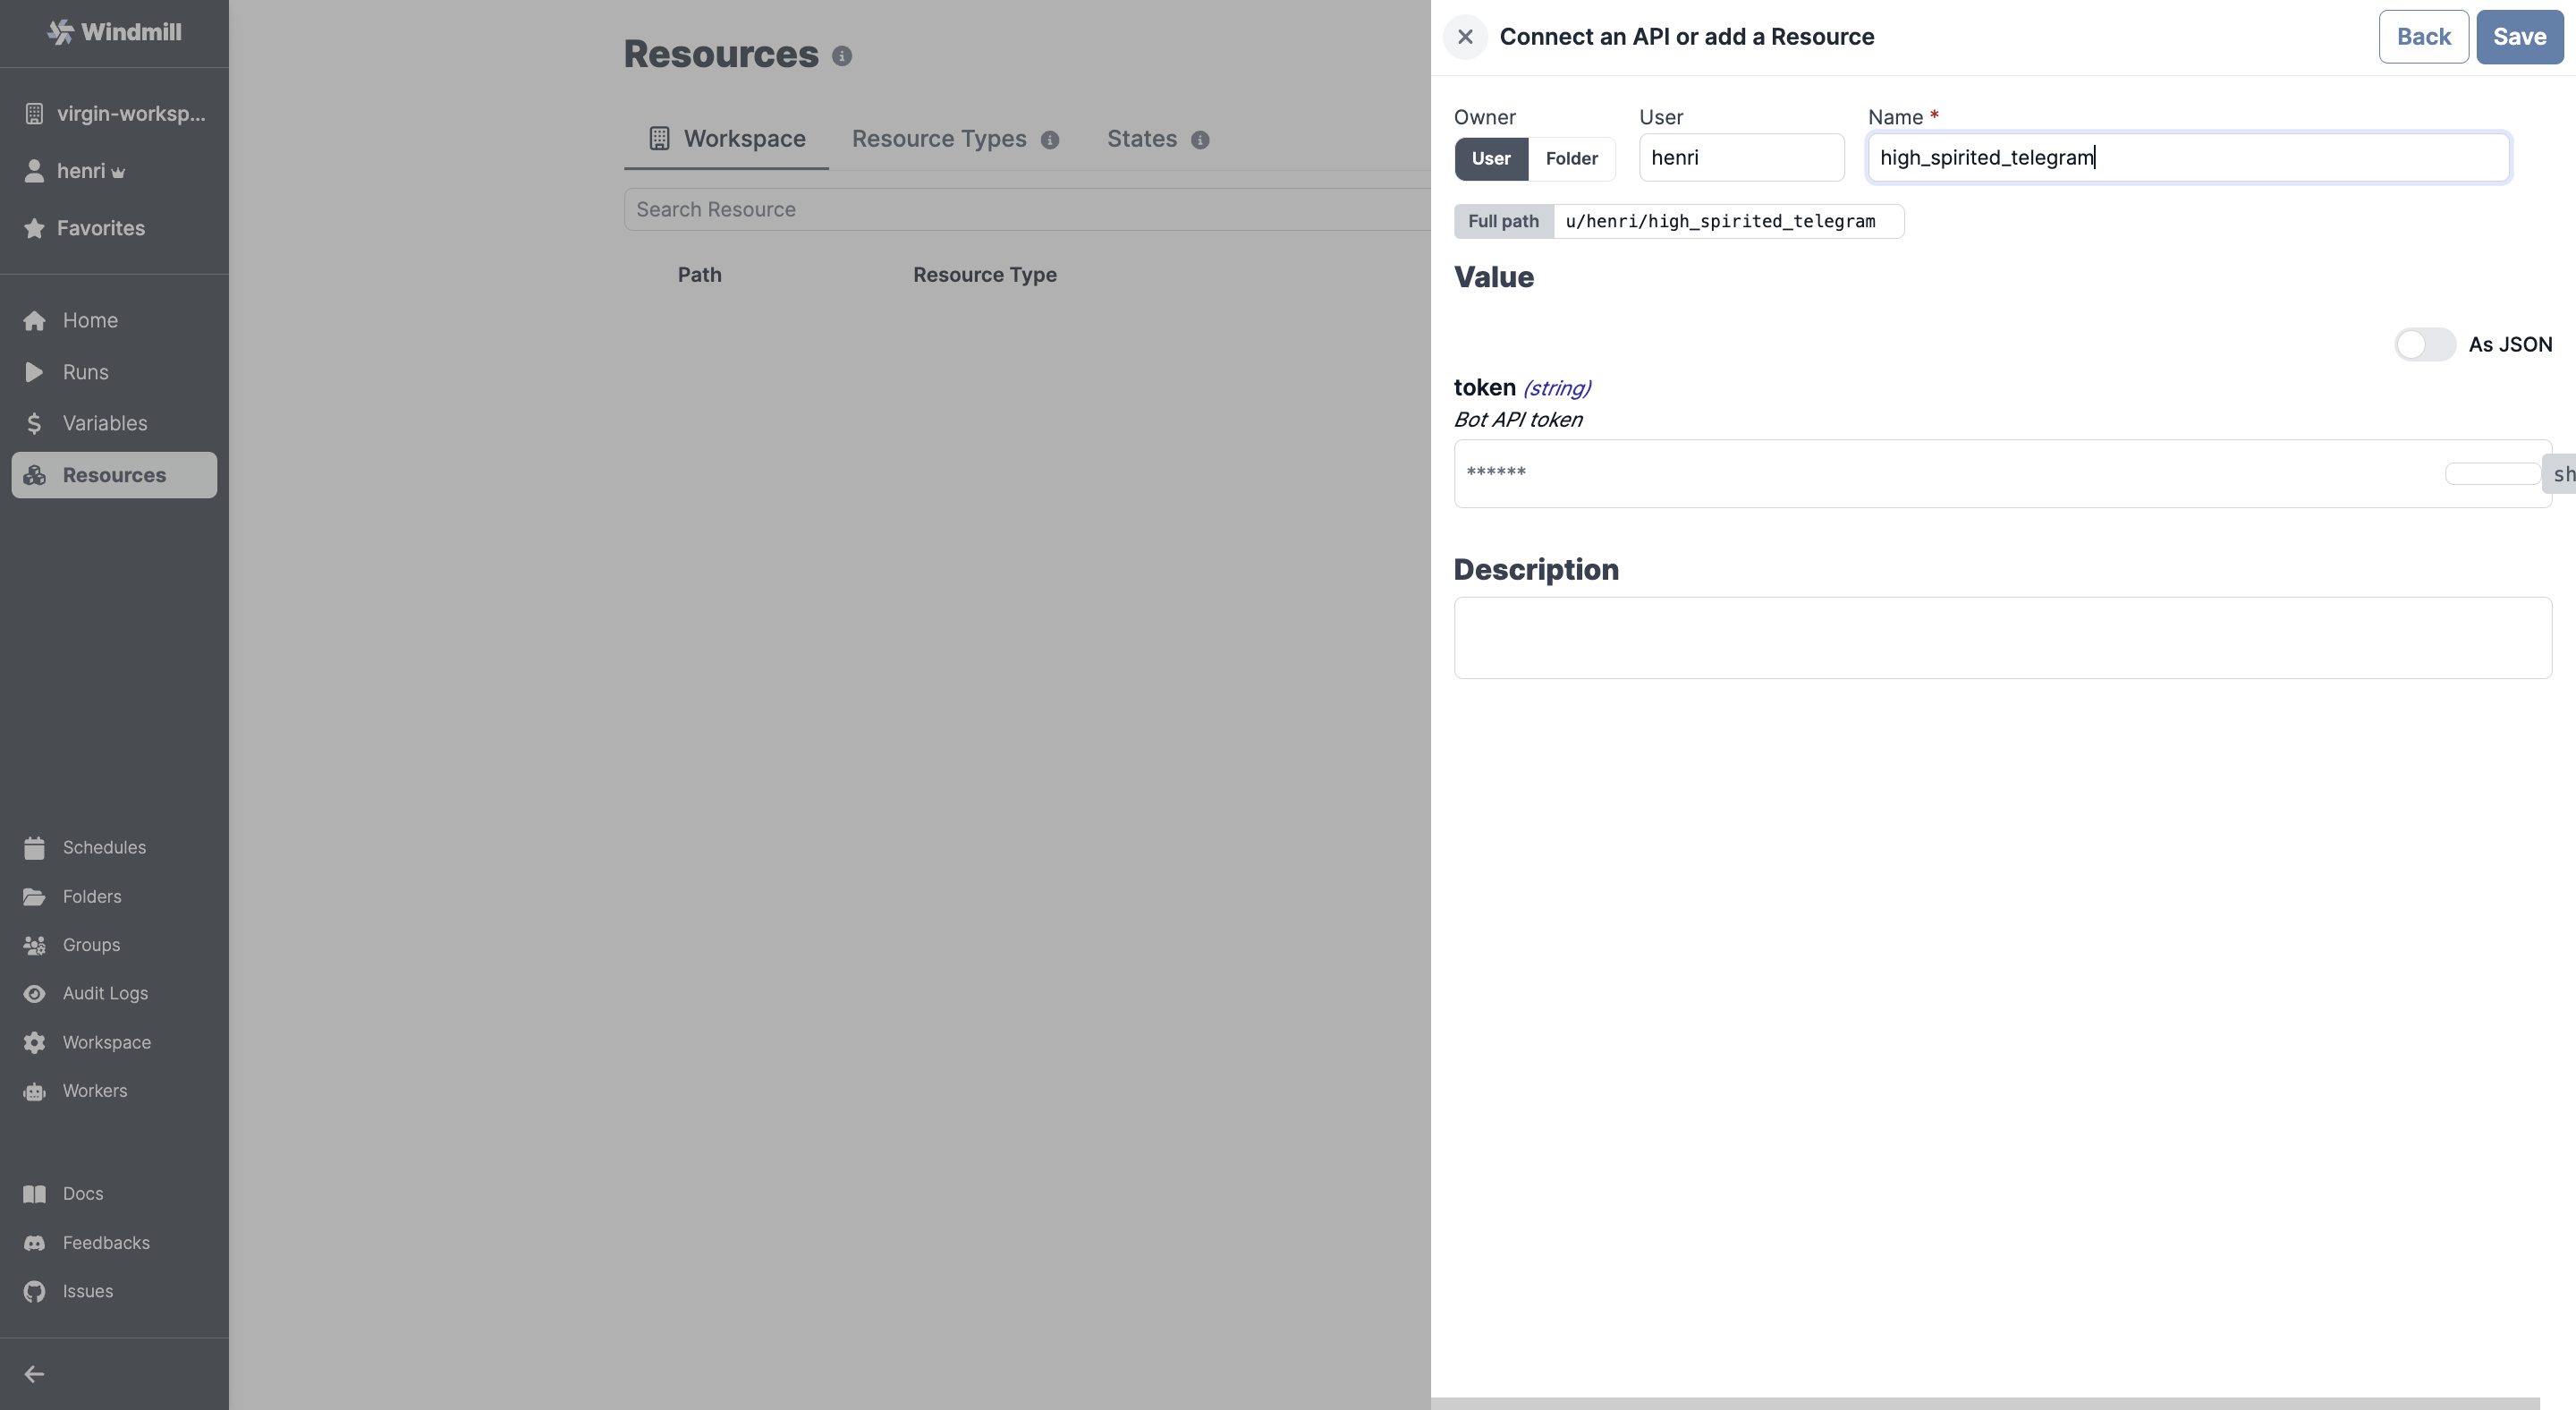 Windmill
virgin-worksp...
henri
Favorites
Home
Runs
Variables
Resources
Schedules
Folders
Groups
Audit Logs
Workspace
Workers
Docs
Feedbacks
Issues
Resources
Workspace
Resource Types
States
Search Resource
Path
Resource Type
Connect an API or add a Resource
Back
Save
Owner
User
Name *
User
Folder
henri
high_spirited_telegram
Full path
u/henri/high_spirited_telegram
Value
As JSON
token (string)
Bot API token
******
sh
Description